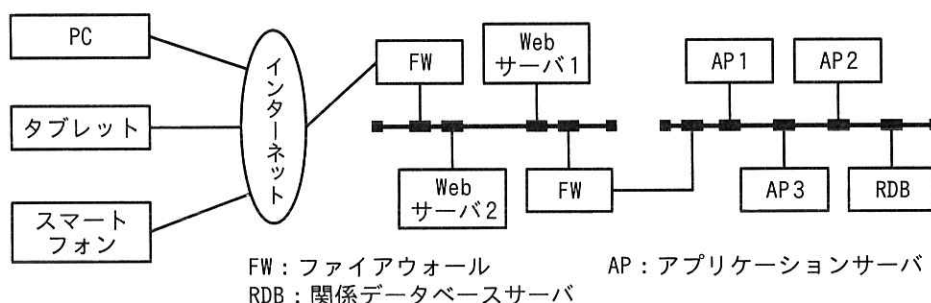 PC
タブレット
スマート
フォン
インターネット
FW
Web
サーバ1
Web
サーバ2
FW
AP1
AP2
AP3
RDB
FW:ファイアウォール
AP:アプリケーションサーバ
RDB:関係データベースサーバ